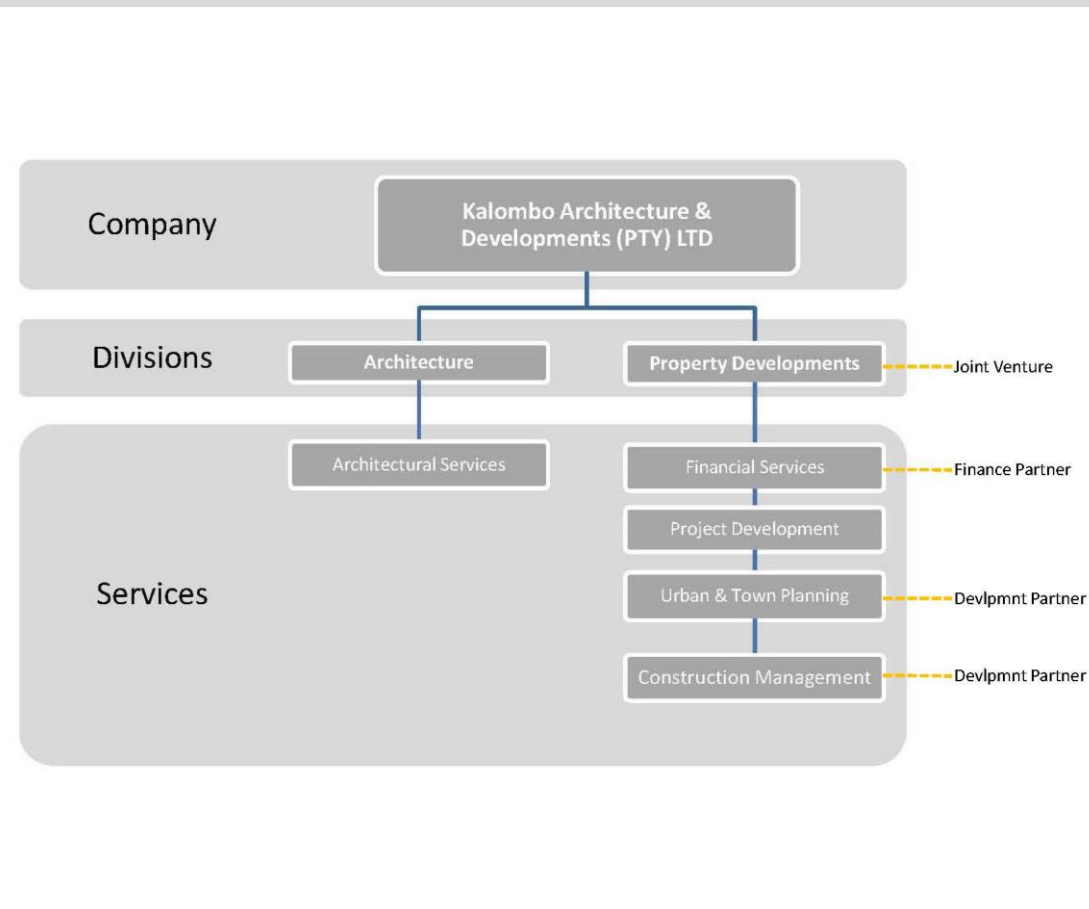 Company
Kalombo Architecture &
Developments (PTY) LTD
Divisions
Architecture
Property Developments
Joint Venture
Services
Architectural Services
Financial Services
Finance Partner
Project Development
Urban & Town Planning
Devlpmnt Partner
Construction Management
Devlpmnt Partner